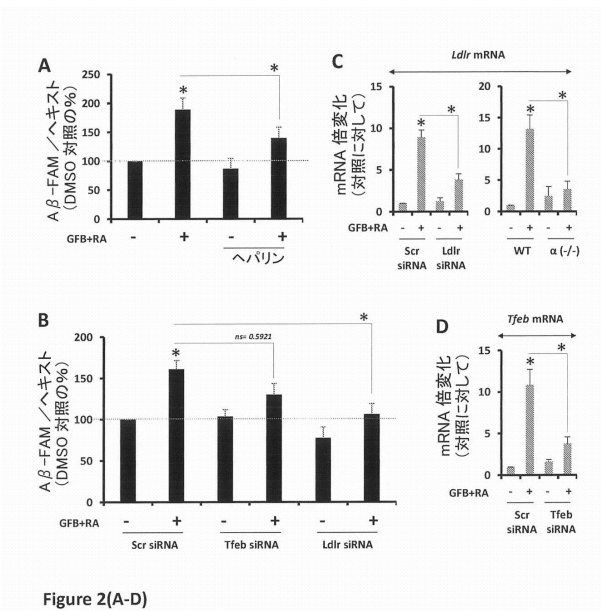 A
Aβ-FAM／ヘキスト
(DMSO 対照の%)
250
200
150
100
50
0
*
*
GFB+RA
- + - +
ヘパリン
B
Aβ-FAM／ヘキスト
(DMSO 対照の%)
200
150
100
50
0
*
ns= 0.5921
*
GFB+RA
- + - + - +
Scr siRNA Tfeb siRNA Ldlr siRNA
C
Ldlr mRNA
mRNA 倍変化
(対照に対して)
15
10
5
0
*
*
GFB+RA
- + - +
Scr siRNA
Ldlr siRNA
15
10
5
0
*
*
- + - +
WT α (-/-)
D
Tfeb mRNA
mRNA 倍変化
(対照に対して)
15
10
5
0
*
*
GFB+RA
- + - +
Scr siRNA
Tfeb siRNA
Figure 2(A-D)